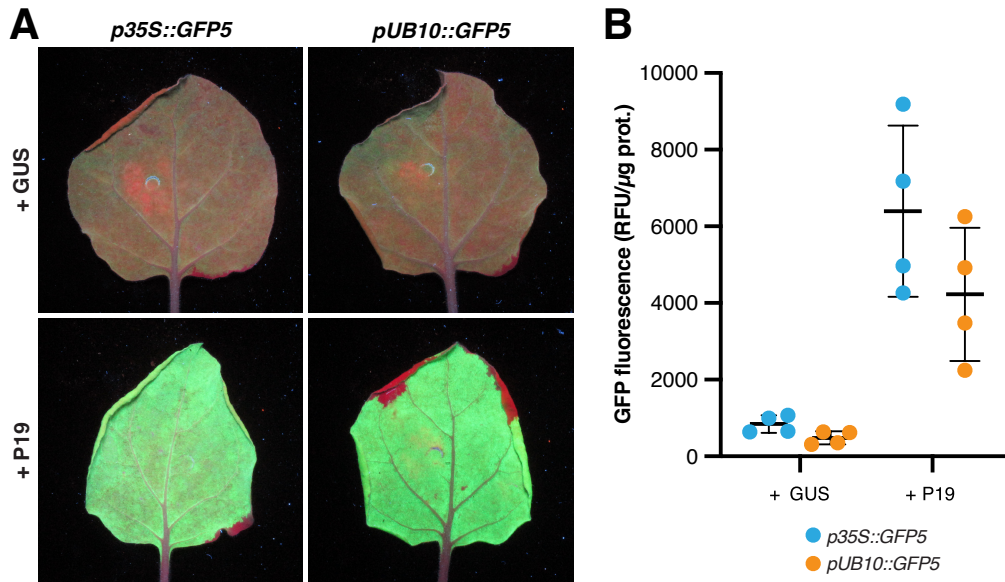 A
p35S::GFP5
pUB10::GFP5
+ GUS
+ P19
B
GFP fluorescence (RFU/µg prot.)
10000
8000
6000
4000
2000
0
+ GUS
+ P19
p35S::GFP5
pUB10::GFP5